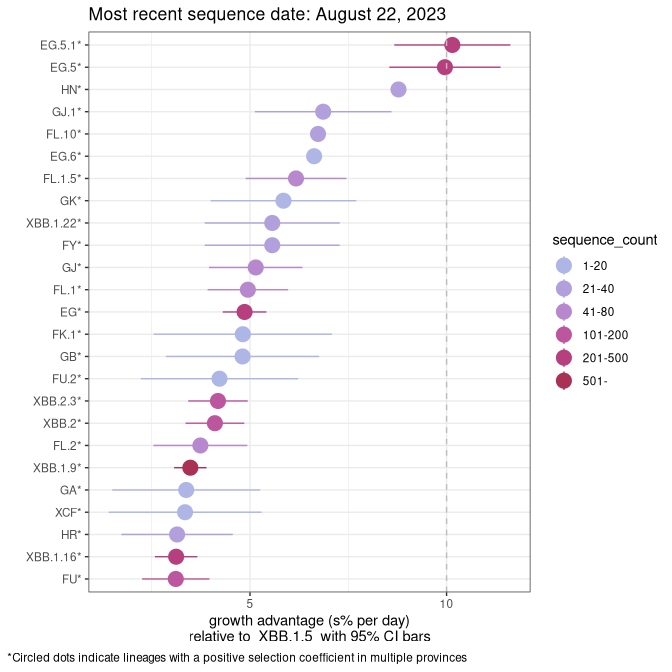 Most recent sequence date: August 22, 2023
EG.5.1*
EG.5*
HN*
GJ.1*
FL.10*
EG.6*
FL.1.5*
GK*
XBB.1.22*
FY*
GJ*
FL.1*
EG*
FK.1*
GB*
FU.2*
XBB.2.3*
XBB.2*
FL.2*
XBB.1.9*
GA*
XCF*
HR*
XBB.1.16*
FU*
5 10
growth advantage (s% per day)
relative to XBB.1.5 with 95% CI bars
sequence_count
1-20
21-40
41-80
101-200
201-500
501-
*Circled dots indicate lineages with a positive selection coefficient in multiple provinces